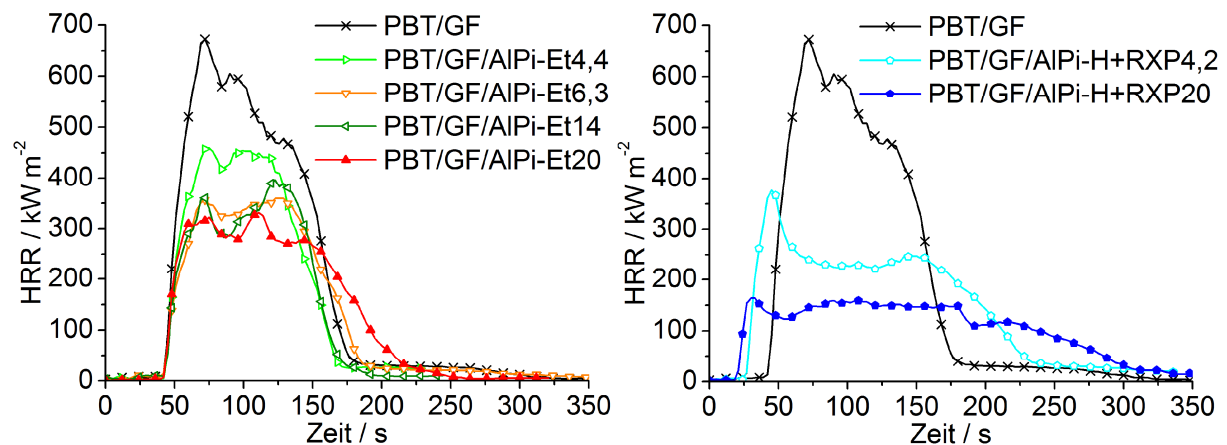 PBT/GF
PBT/GF/AlPi-Et4,4
PBT/GF/AlPi-Et6,3
PBT/GF/AlPi-Et14
PBT/GF/AlPi-Et20
700
600
500
400
300
200
100
0
HRR / kW m-2
0 50 100 150 200 250 300 350
Zeit / s
PBT/GF
PBT/GF/AlPi-H+RXP4,2
PBT/GF/AlPi-H+RXP20
700
600
500
400
300
200
100
0
HRR / kW m-2
0 50 100 150 200 250 300 350
Zeit / s